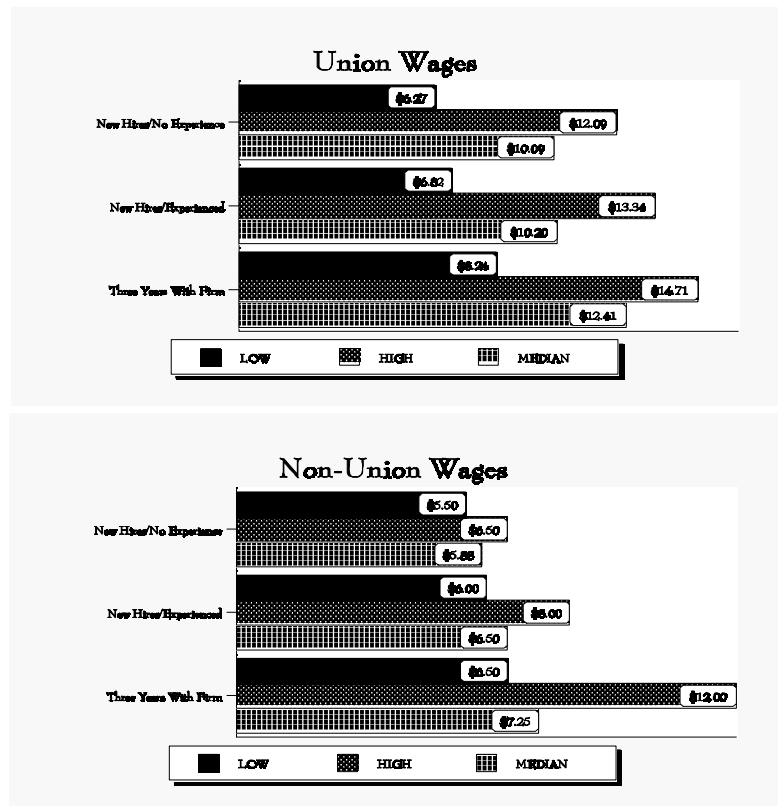 Union Wages
$6.27
New Hires/No Experience
$12.09
$10.09
$6.82
New Hires/Experienced
$13.34
$10.20
$8.24
Three Years With Firm
$14.71
$12.41
LOW HIGH MEDIAN
Non-Union Wages
$5.50
New Hires/No Experience
$6.50
$5.88
$6.00
New Hires/Experienced
$8.00
$6.50
$6.50
Three Years With Firm
$12.00
$7.25
LOW HIGH MEDIAN